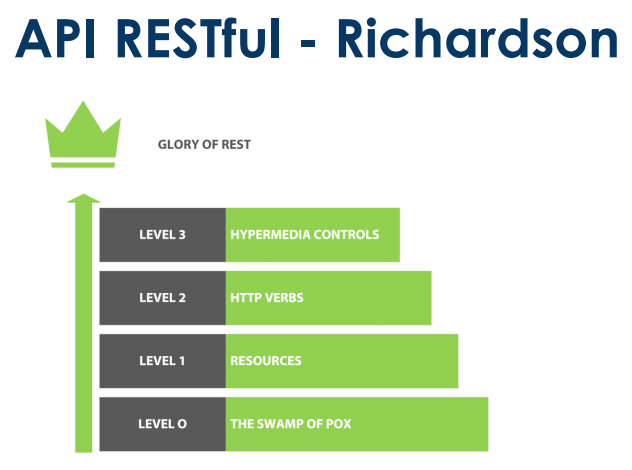 API RESTful - Richardson
GLORY OF REST
LEVEL 3 HYPERMEDIA CONTROLS
LEVEL 2 HTTP VERBS
LEVEL 1 RESOURCES
LEVEL O THE SWAMP OF POX